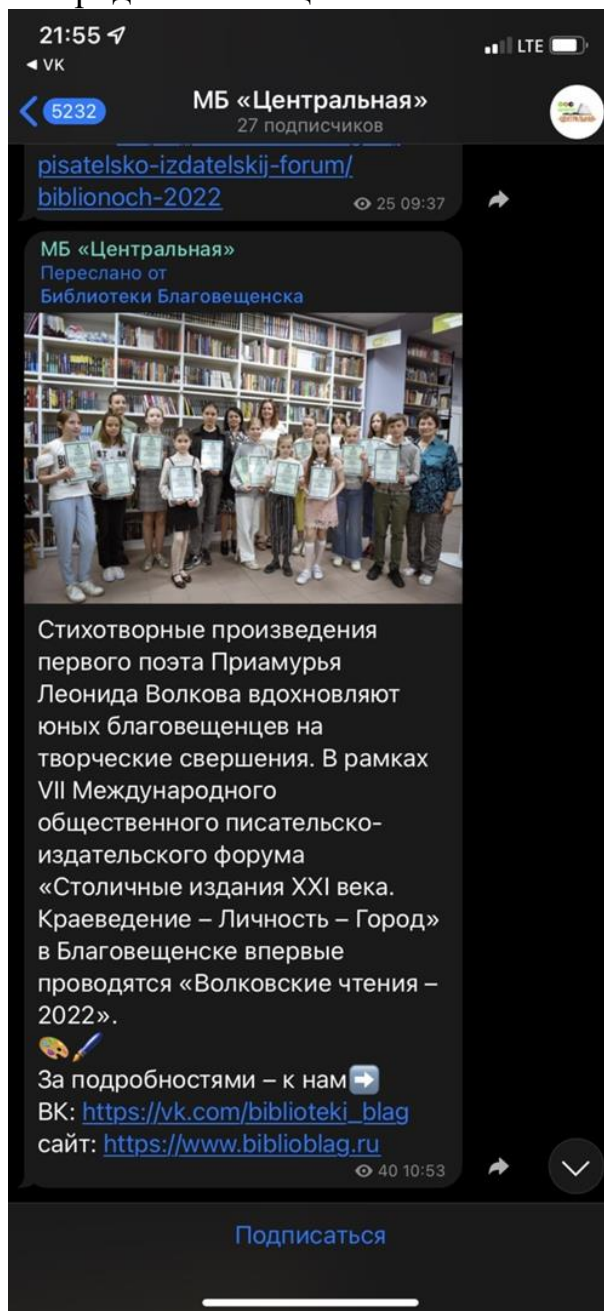 21:55
LTE
◄ VK
5232
МБ «Центральная»
27 подписчиков
pisatelsko-izdatelskij-forum/
biblionoch-2022
25 09:37
МБ «Центральная»
Переслано от
Библиотеки Благовещенска
Стихотворные произведения
первого поэта Приамурья
Леонида Волкова вдохновляют
юных благовещенцев на
творческие свершения. В рамках
VII Международного
общественного писательско-
издательского форума
«Столичные издания XXI века.
Краеведение – Личность – Город»
в Благовещенске впервые
проводятся «Волковские чтения –
2022».
🎨🖌
За подробностями – к нам➡
ВК: https://vk.com/biblioteki_blag
сайт: https://www.biblioblag.ru
40 10:53
Подписаться